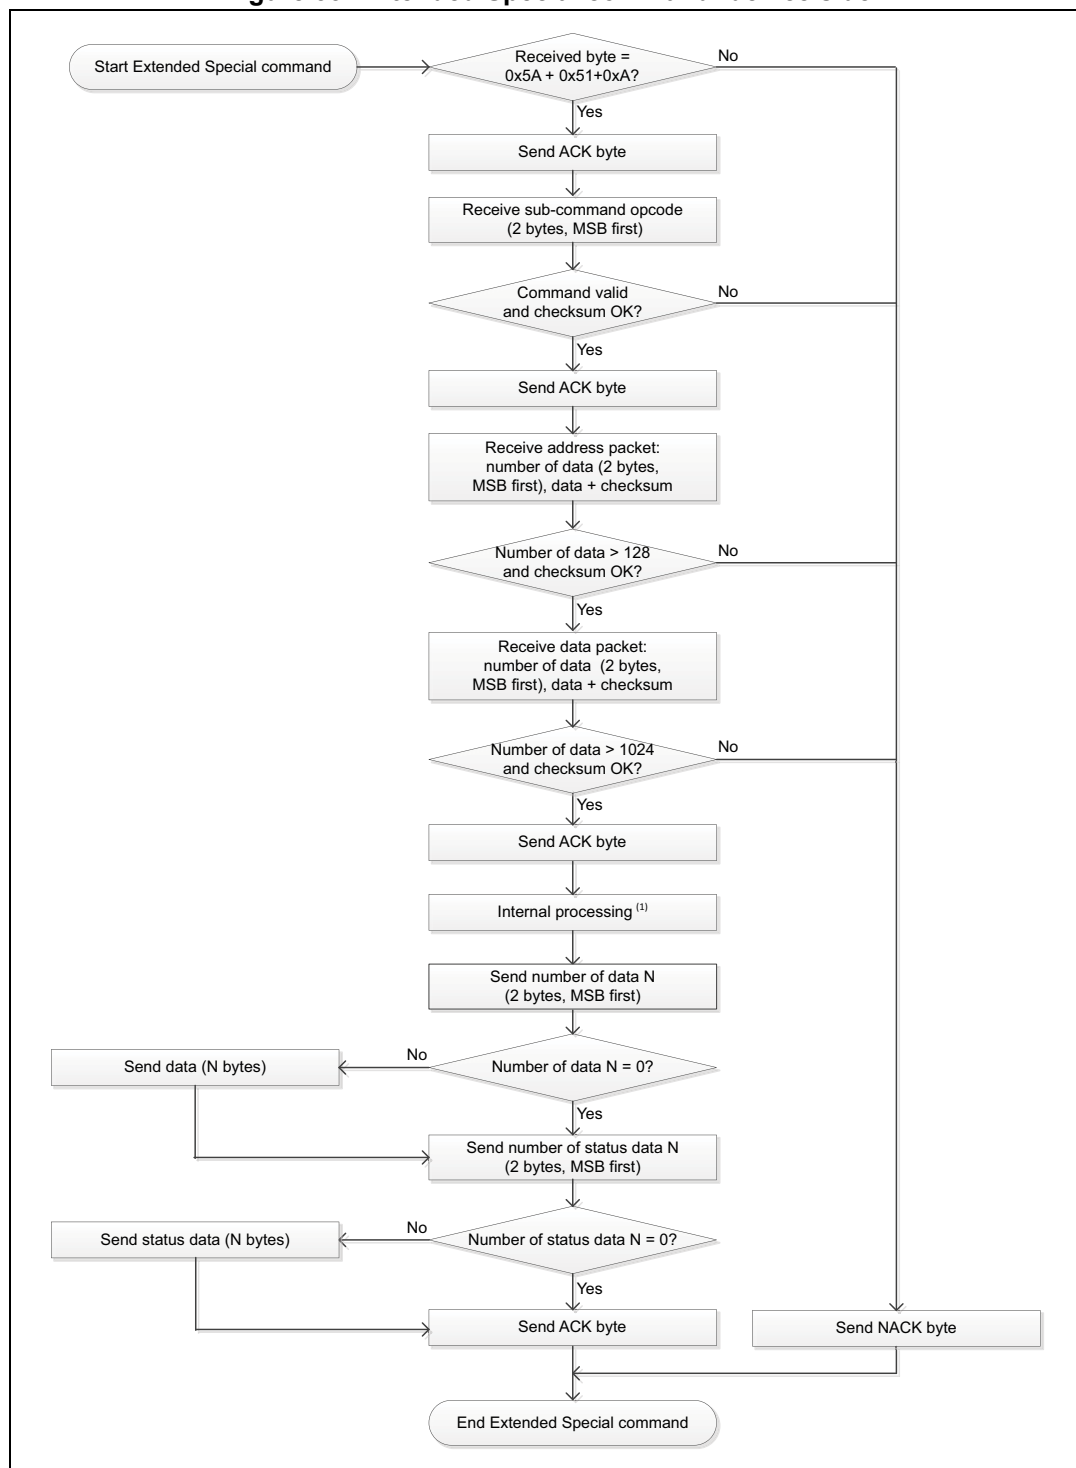 Start Extended Special command
Received byte =
0x5A + 0x51+0xA?
No
Yes
Send ACK byte
Receive sub-command opcode
(2 bytes, MSB first)
Command valid
and checksum OK?
No
Yes
Send ACK byte
Receive address packet:
number of data (2 bytes,
MSB first), data + checksum
Number of data > 128
and checksum OK?
No
Yes
Receive data packet:
number of data (2 bytes,
MSB first), data + checksum
Number of data > 1024
and checksum OK?
No
Yes
Send ACK byte
Internal processing (1)
Send number of data N
(2 bytes, MSB first)
Number of data N = 0?
No
Send data (N bytes)
Yes
Send number of status data N
(2 bytes, MSB first)
Number of status data N = 0?
No
Send status data (N bytes)
Yes
Send ACK byte
Send NACK byte
End Extended Special command